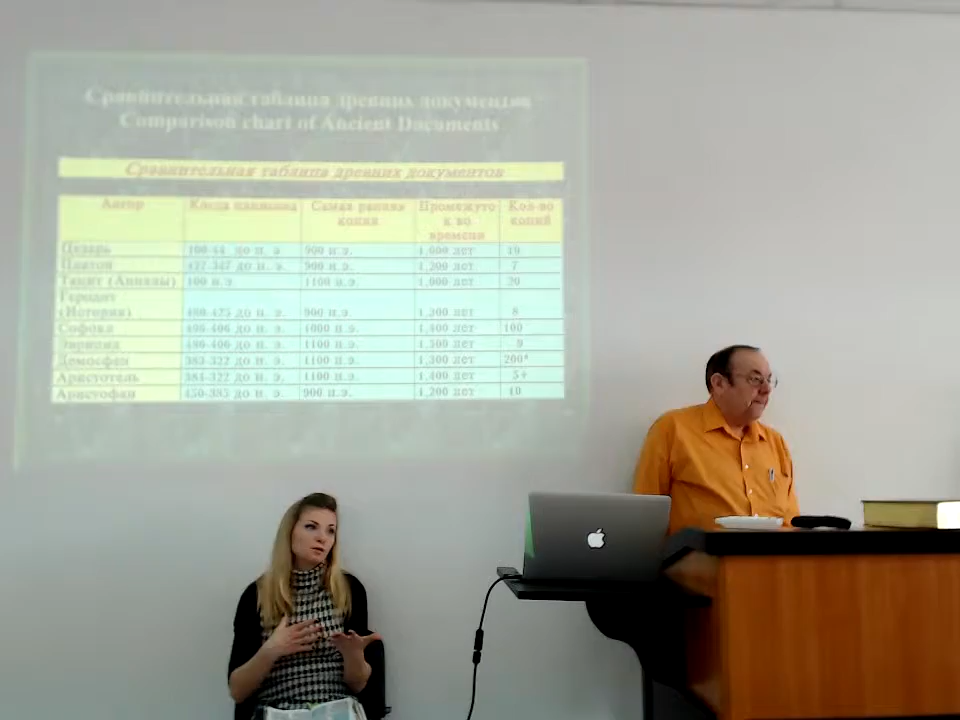 Сравнительная таблица древних документов
Comparison chart of Ancient Documents
Сравнительная таблица древних документов
Автор Когда написана Самая ранняя копия Промежуток во времени Кол-во копий
Цезарь 100-44 до н. э. 900 н.э. 1,000 лет 10
Платон 427-347 до н. э. 900 н.э. 1,200 лет 7
Тацит (Анналы) 100 н.э. 1100 н.э. 1,000 лет 20
Геродот (История) 480-425 до н. э. 900 н.э. 1,300 лет 8
Софокл 496-406 до н. э. 1000 н.э. 1,400 лет 100
Эврипид 480-406 до н. э. 1100 н.э. 1,500 лет 9
Демосфен 383-322 до н. э. 1100 н.э. 1,300 лет 200*
Аристотель 384-322 до н. э. 1100 н.э. 1,400 лет 5+
Аристофан 450-385 до н. э. 900 н.э. 1,200 лет 10